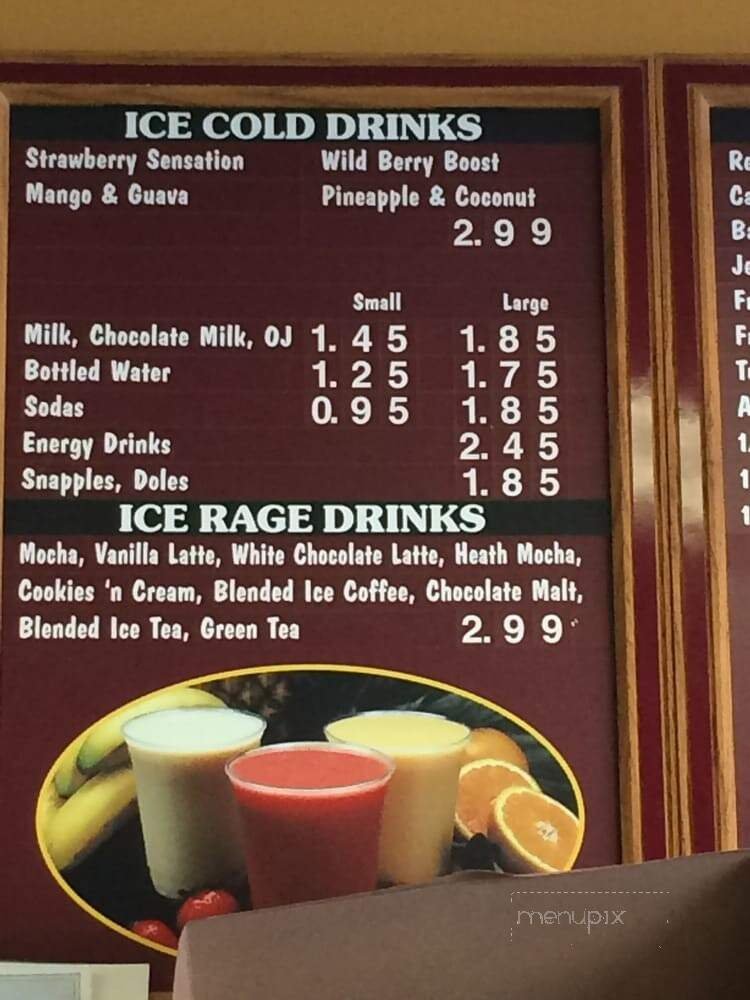 ICE COLD DRINKS
Strawberry Sensation Wild Berry Boost
Mango & Guava Pineapple & Coconut
2.99
Small Large
Milk, Chocolate Milk, OJ 1.45 1.85
Bottled Water 1.25 1.75
Sodas 0.95 1.85
Energy Drinks 2.45
Snapples, Doles 1.85
ICE RAGE DRINKS
Mocha, Vanilla Latte, White Chocolate Latte, Heath Mocha,
Cookies 'n Cream, Blended Ice Coffee, Chocolate Malt,
Blended Ice Tea, Green Tea 2.99
menupix